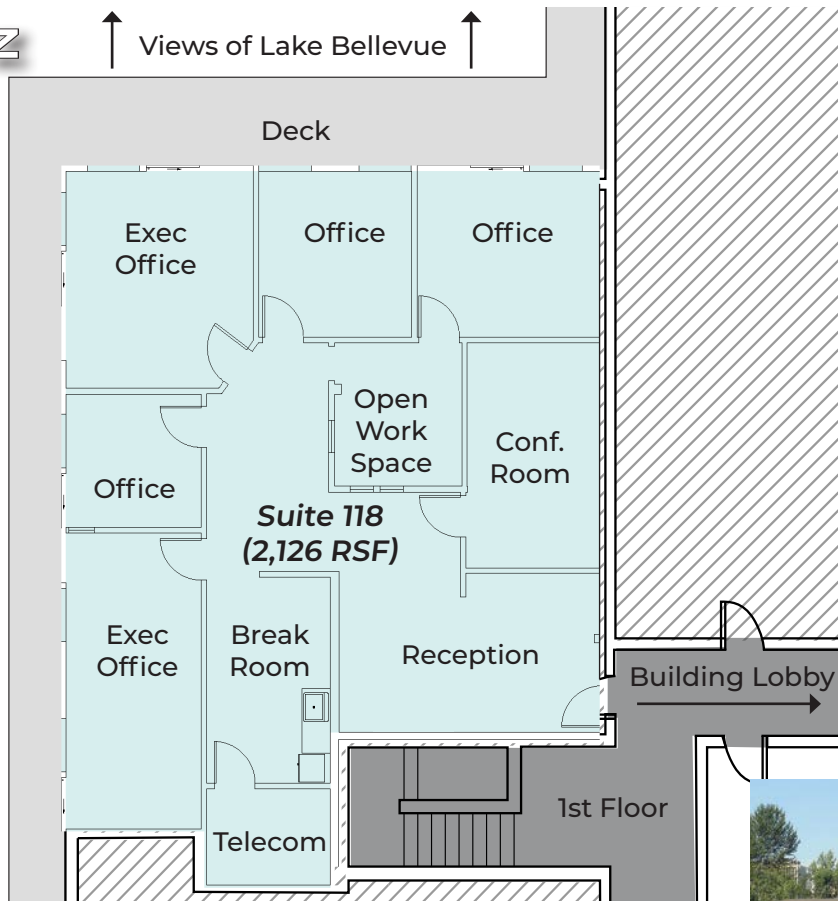 Z
Views of Lake Bellevue
Deck
Exec
Office
Office
Office
Open
Work
Space
Conf.
Room
Office
Suite 118
(2,126 RSF)
Exec
Office
Break
Room
Reception
Building Lobby
1st Floor
Telecom